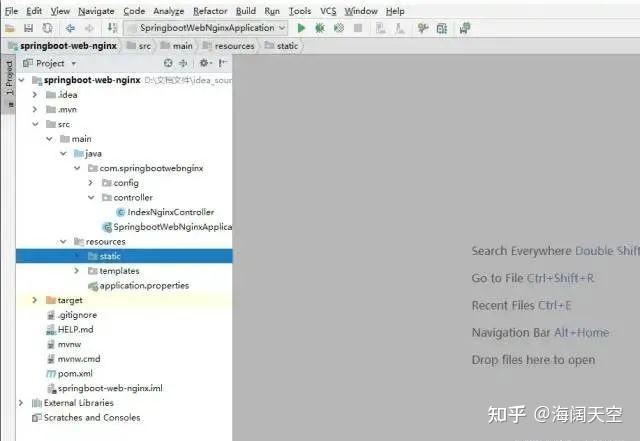 File Edit View Navigate Code Analyze Refactor Build Run Tools VCS Window Help
SpringbootWebNginxApplication
springboot-web-nginx src main resources static
1: Project
Project
springboot-web-nginx D:\文档文件\idea_sour
.idea
.mvn
src
main
java
com.springbootwebnginx
config
controller
IndexNginxController
SpringbootWebNginxApplica
resources
static
templates
application.properties
target
.gitignore
HELP.md
mvnw
mvnw.cmd
pom.xml
springboot-web-nginx.iml
External Libraries
Scratches and Consoles
Search Everywhere Double Shift
Go to File Ctrl+Shift+R
Recent Files Ctrl+E
Navigation Bar Alt+Home
Drop files here to open
知乎 @海阔天空